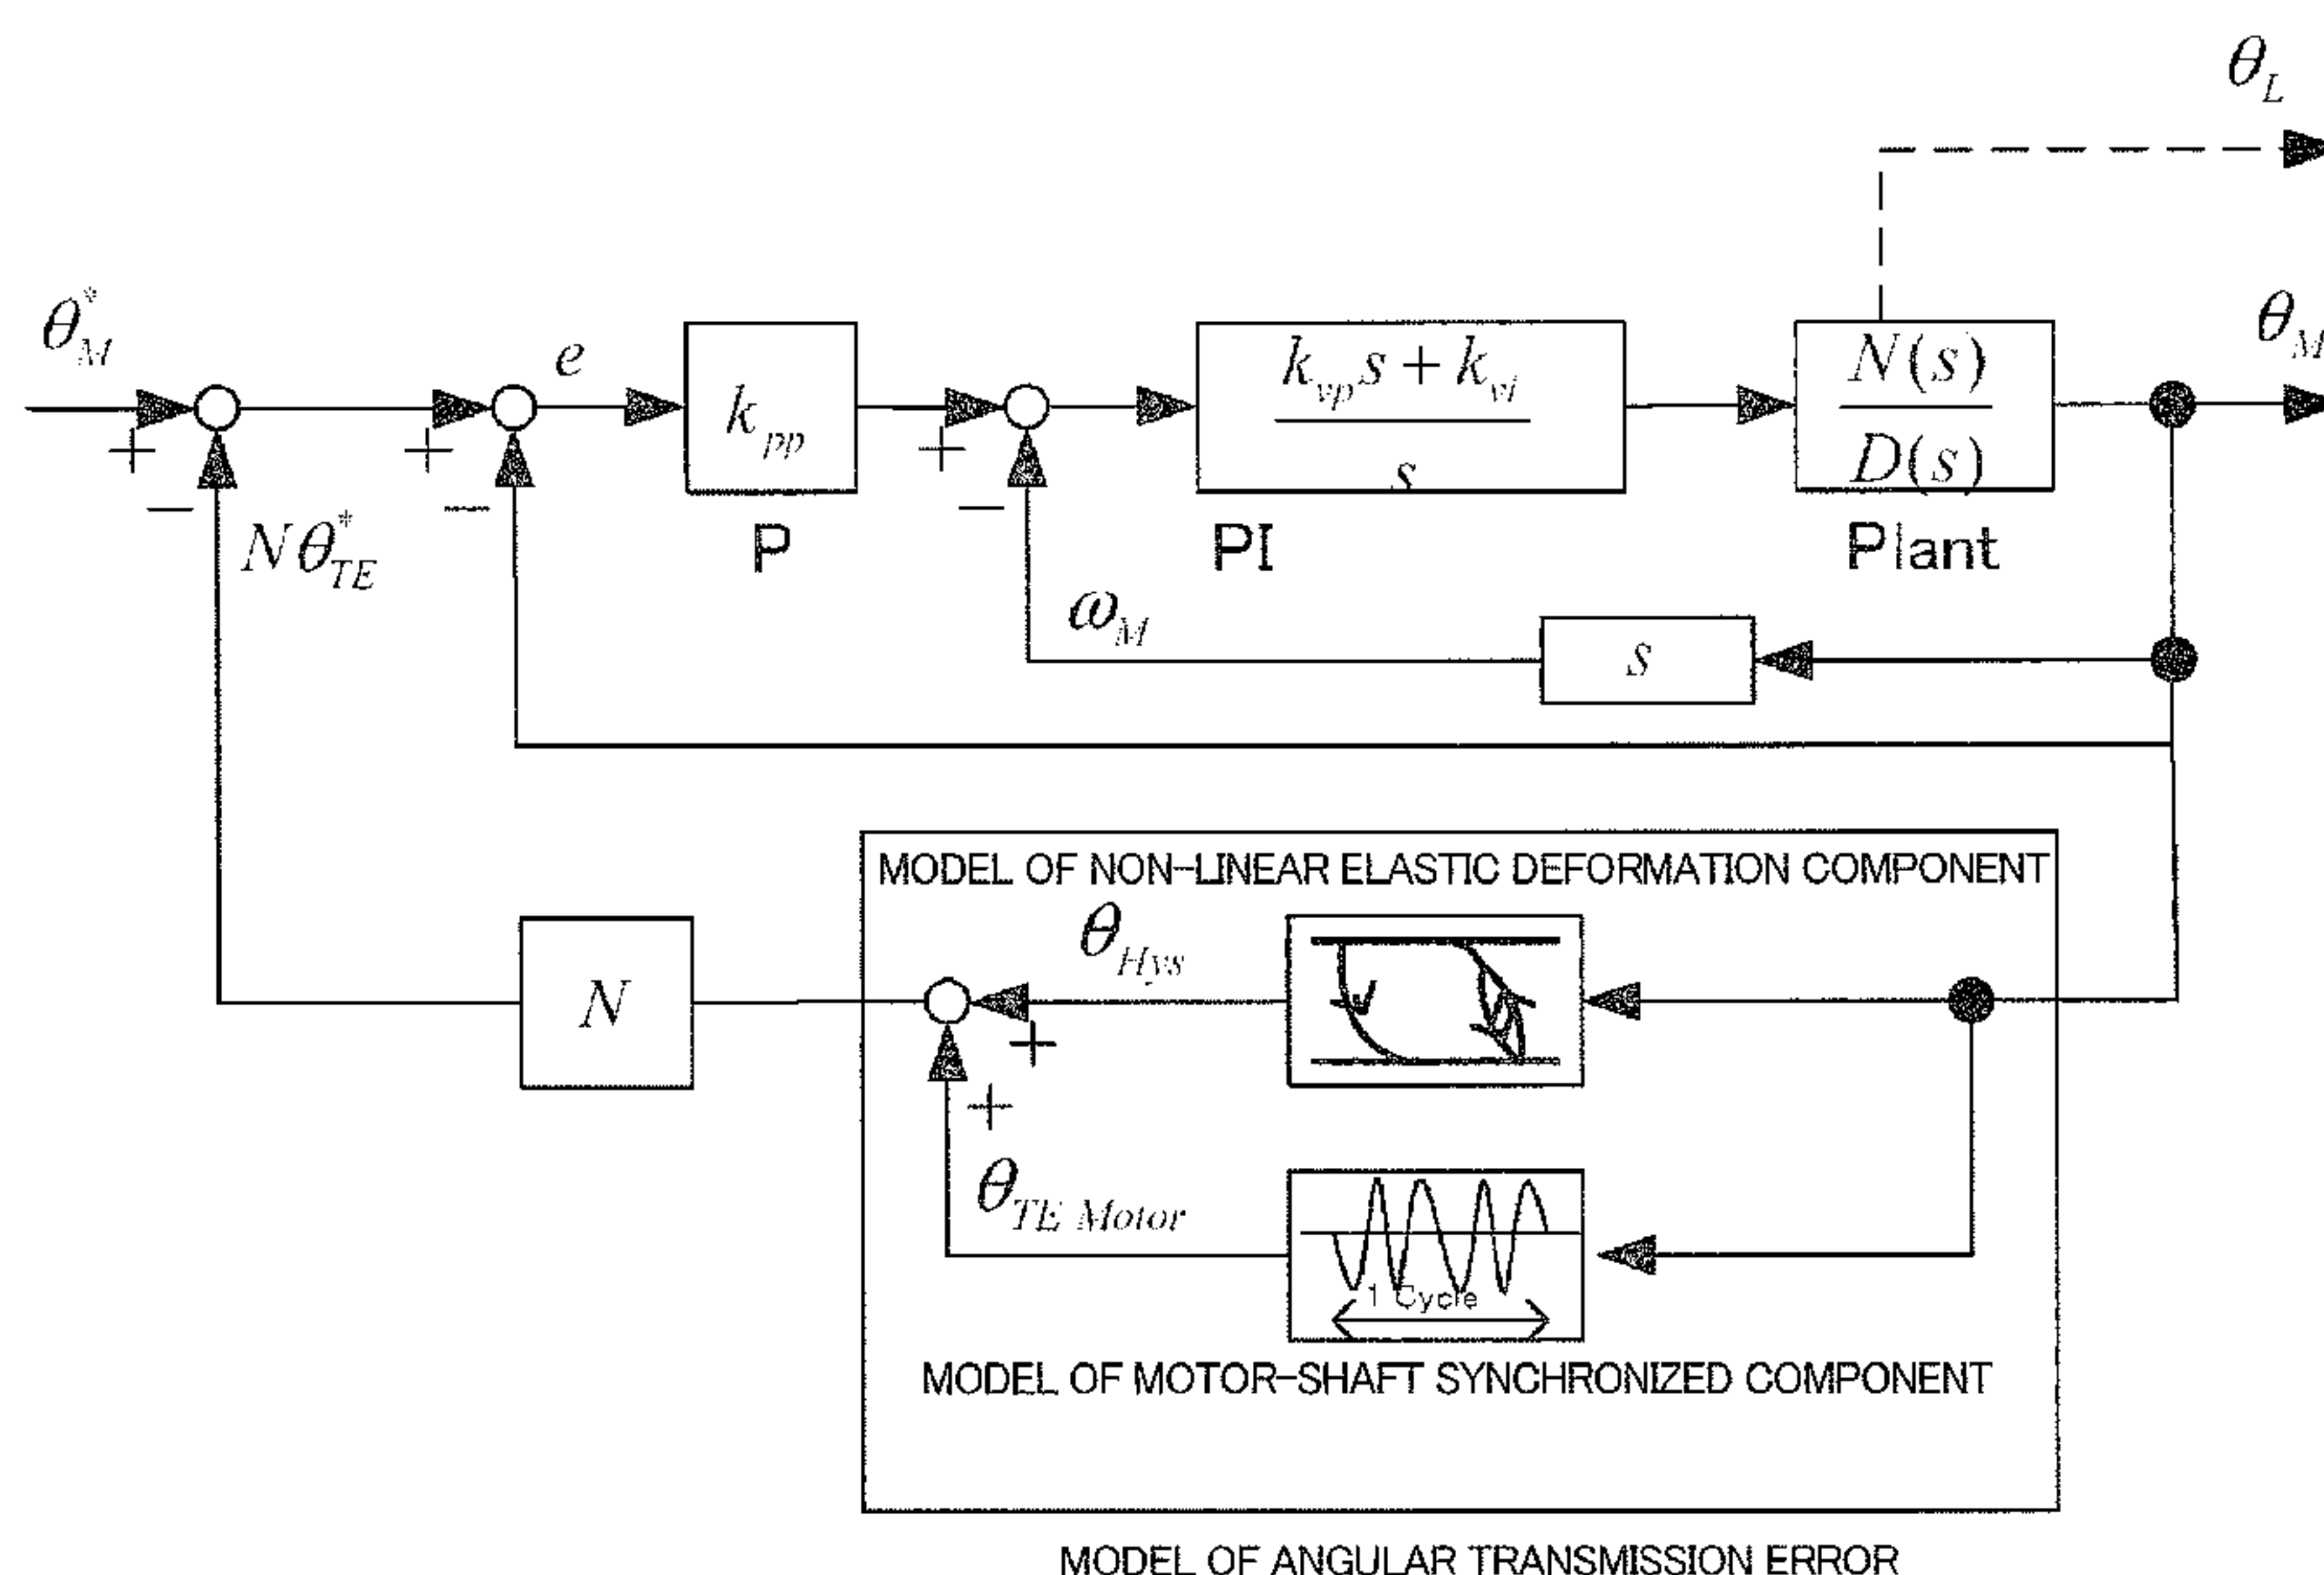 θ_L
θ*_M
+
−
Nθ*_TE
+
−
e
k_pp
P
+
−
k_vp s + k_vi
s
PI
N(s)
D(s)
Plant
θ_M
ω_M
s
MODEL OF NON-LINEAR ELASTIC DEFORMATION COMPONENT
θ_Hys
+
N
+
θ_TE Motor
1 Cycle
MODEL OF MOTOR-SHAFT SYNCHRONIZED COMPONENT
MODEL OF ANGULAR TRANSMISSION ERROR